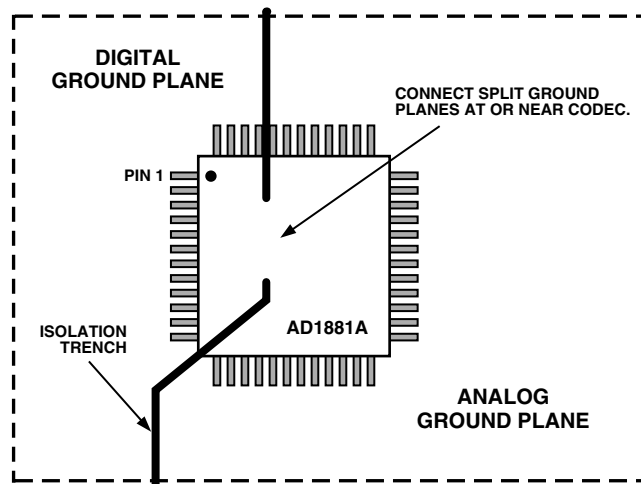 DIGITAL
GROUND PLANE
CONNECT SPLIT GROUND
PLANES AT OR NEAR CODEC.
PIN 1
ISOLATION
TRENCH
AD1881A
ANALOG
GROUND PLANE